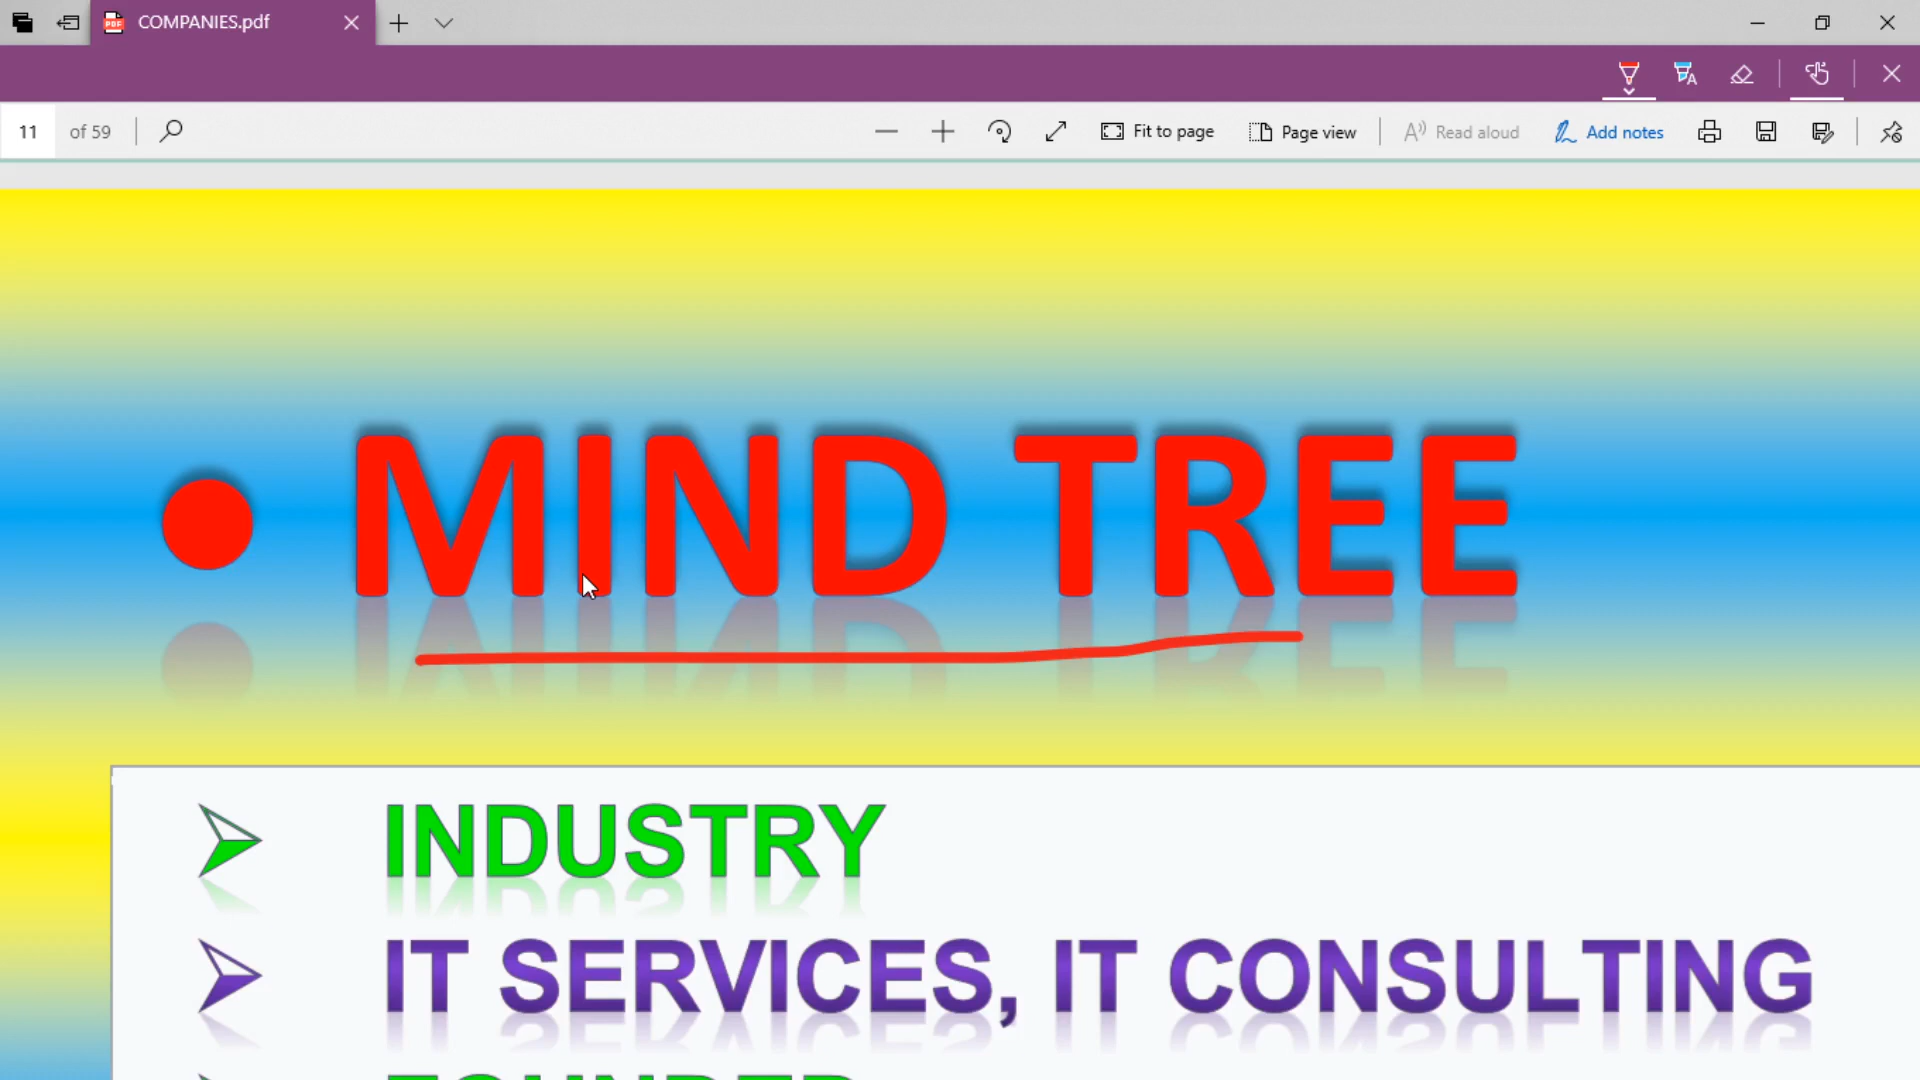 COMPANIES.pdf
11 of 59
Fit to page
Page view
Read aloud
Add notes
• MIND TREE
➢ INDUSTRY
➢ IT SERVICES, IT CONSULTING
FOUNDER